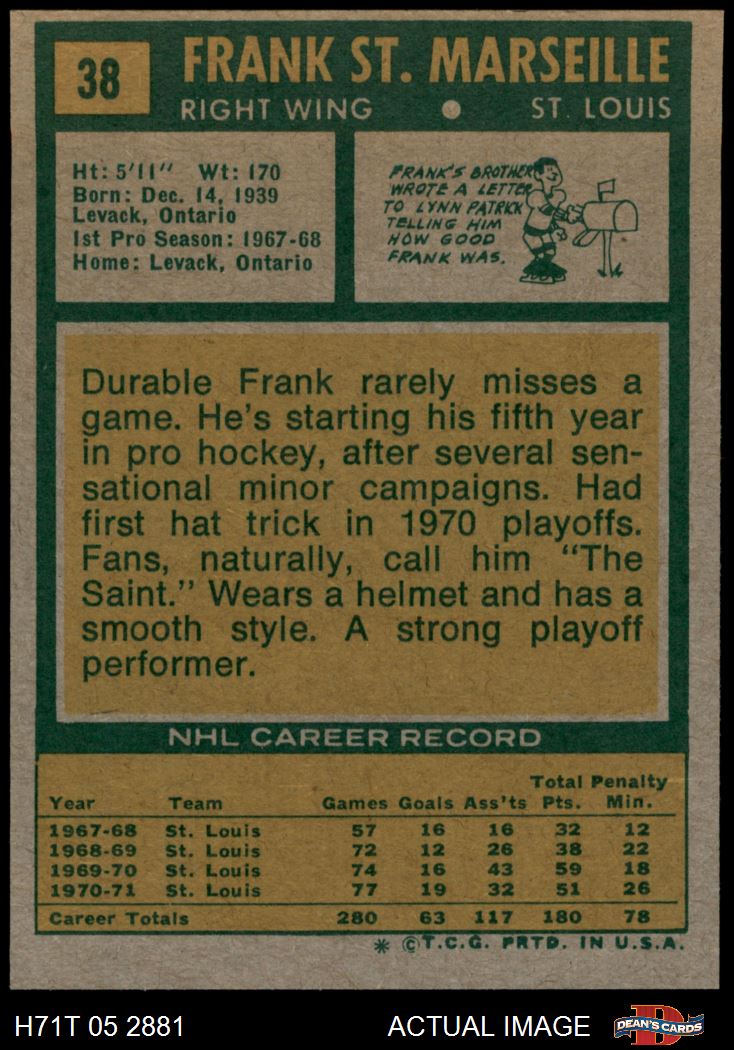 38
FRANK ST. MARSEILLE
RIGHT WING • ST. LOUIS
Ht: 5'11" Wt: 170
Born: Dec. 14, 1939
Levack, Ontario
1st Pro Season: 1967-68
Home: Levack, Ontario
FRANK'S BROTHER
WROTE A LETTER
TO LYNN PATRICK
TELLING HIM
HOW GOOD
FRANK WAS.
Durable Frank rarely misses a
game. He's starting his fifth year
in pro hockey, after several sen-
sational minor campaigns. Had
first hat trick in 1970 playoffs.
Fans, naturally, call him "The
Saint." Wears a helmet and has a
smooth style. A strong playoff
performer.
NHL CAREER RECORD
Total Penalty
Year Team Games Goals Ass'ts Pts. Min.
1967-68 St. Louis 57 16 16 32 12
1968-69 St. Louis 72 12 26 38 22
1969-70 St. Louis 74 16 43 59 18
1970-71 St. Louis 77 19 32 51 26
Career Totals 280 63 117 180 78
* ©T.C.G. PRTD. IN U.S.A.
H71T 05 2881 ACTUAL IMAGE D DEAN'S CARDS